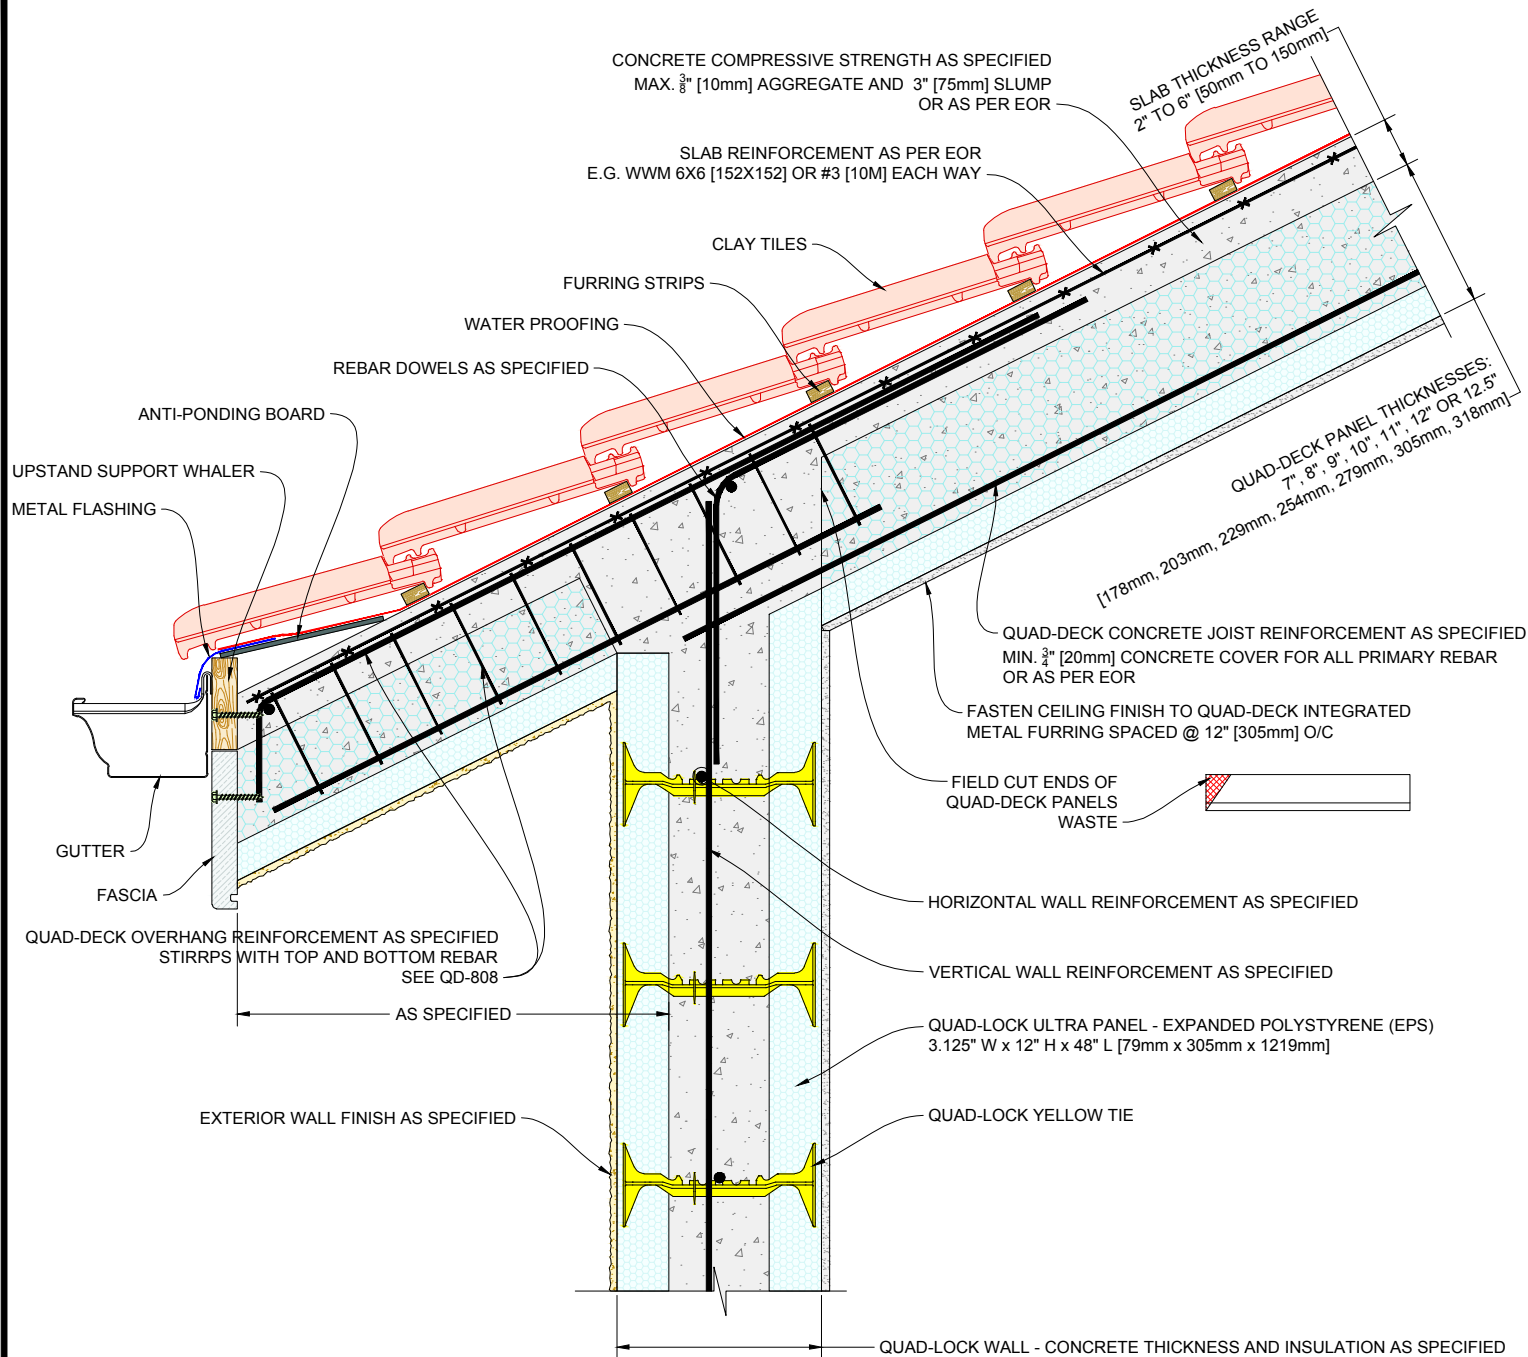 CONCRETE COMPRESSIVE STRENGTH AS SPECIFIED
MAX. 3/8" [10mm] AGGREGATE AND 3" [75mm] SLUMP
OR AS PER EOR
SLAB THICKNESS RANGE
2" TO 6" [50mm TO 150mm]
SLAB REINFORCEMENT AS PER EOR
E.G. WWM 6X6 [152X152] OR #3 [10M] EACH WAY
CLAY TILES
FURRING STRIPS
WATER PROOFING
REBAR DOWELS AS SPECIFIED
ANTI-PONDING BOARD
UPSTAND SUPPORT WHALER
METAL FLASHING
QUAD-DECK PANEL THICKNESSES:
7", 8", 9", 10", 11", 12" OR 12.5"
[178mm, 203mm, 229mm, 254mm, 279mm, 305mm, 318mm]
QUAD-DECK CONCRETE JOIST REINFORCEMENT AS SPECIFIED
MIN. 3/4" [20mm] CONCRETE COVER FOR ALL PRIMARY REBAR
OR AS PER EOR
FASTEN CEILING FINISH TO QUAD-DECK INTEGRATED
METAL FURRING SPACED @ 12" [305mm] O/C
FIELD CUT ENDS OF
QUAD-DECK PANELS
WASTE
GUTTER
FASCIA
HORIZONTAL WALL REINFORCEMENT AS SPECIFIED
QUAD-DECK OVERHANG REINFORCEMENT AS SPECIFIED
STIRRPS WITH TOP AND BOTTOM REBAR
SEE QD-808
VERTICAL WALL REINFORCEMENT AS SPECIFIED
AS SPECIFIED
QUAD-LOCK ULTRA PANEL - EXPANDED POLYSTYRENE (EPS)
3.125" W x 12" H x 48" L [79mm x 305mm x 1219mm]
EXTERIOR WALL FINISH AS SPECIFIED
QUAD-LOCK YELLOW TIE
QUAD-LOCK WALL - CONCRETE THICKNESS AND INSULATION AS SPECIFIED